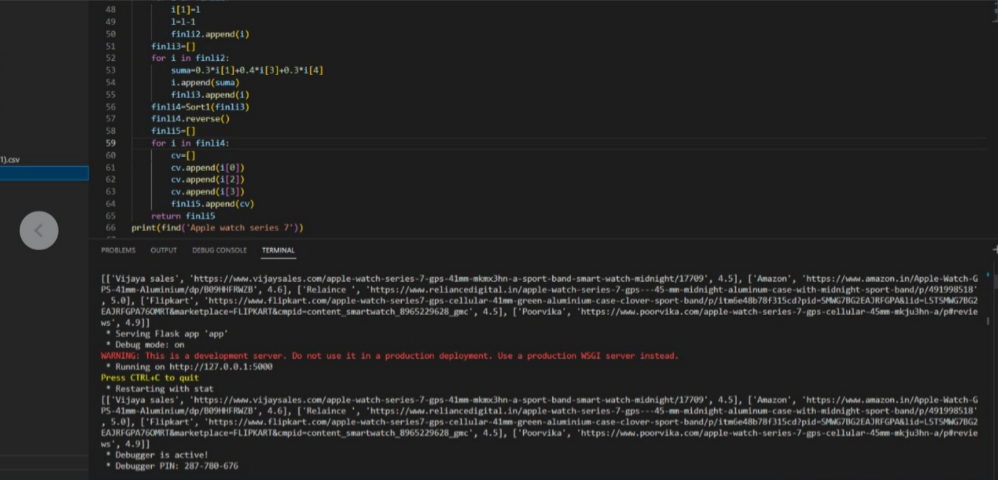 48 i[1]=l
49 l=l-1
50 finli2.append(i)
51 finli3=[]
52 for i in finli2:
53 suma=0.3*i[1]+0.4*i[3]+0.3*i[4]
54 i.append(suma)
55 finli3.append(i)
56 finli4=Sort1(finli3)
57 finli4.reverse()
58 finli5=[]
59 for i in finli4:
60 cv=[]
61 cv.append(i[0])
62 cv.append(i[2])
63 cv.append(i[3])
64 finli5.append(cv)
65 return finli5
66 print(find('Apple watch series 7'))
1).csv
PROBLEMS OUTPUT DEBUG CONSOLE TERMINAL
[['Vijaya sales', 'https://www.vijaysales.com/apple-watch-series-7-gps-41mm-mkmx3hn-a-sport-band-smart-watch-midnight/17709', 4.5], ['Amazon', 'https://www.amazon.in/Apple-Watch-G
PS-41mm-Aluminium/dp/B09HHFRWZB', 4.6], ['Relaince ', 'https://www.reliancedigital.in/apple-watch-series-7-gps---45-mm-midnight-aluminum-case-with-midnight-sport-band/p/491998518'
, 5.0], ['Flipkart', 'https://www.flipkart.com/apple-watch-series7-gps-cellular-41mm-green-aluminium-case-clover-sport-band/p/itm6e48b78f315cd?pid=SMWG7BG2EAJRFGPA&lid=LSTSMWG7BG2
EAJRFGPA76OMRT&marketplace=FLIPKART&cmpid=content_smartwatch_8965229628_gmc', 4.5], ['Poorvika', 'https://www.poorvika.com/apple-watch-series-7-gps-cellular-45mm-mkju3hn-a/p#revie
ws', 4.9]]
* Serving Flask app 'app'
* Debug mode: on
WARNING: This is a development server. Do not use it in a production deployment. Use a production WSGI server instead.
* Running on http://127.0.0.1:5000
Press CTRL+C to quit
* Restarting with stat
[['Vijaya sales', 'https://www.vijaysales.com/apple-watch-series-7-gps-41mm-mkmx3hn-a-sport-band-smart-watch-midnight/17709', 4.5], ['Amazon', 'https://www.amazon.in/Apple-Watch-G
PS-41mm-Aluminium/dp/B09HHFRWZB', 4.6], ['Relaince ', 'https://www.reliancedigital.in/apple-watch-series-7-gps---45-mm-midnight-aluminum-case-with-midnight-sport-band/p/491998518'
, 5.0], ['Flipkart', 'https://www.flipkart.com/apple-watch-series7-gps-cellular-41mm-green-aluminium-case-clover-sport-band/p/itm6e48b78f315cd?pid=SMWG7BG2EAJRFGPA&lid=LSTSMWG7BG2
EAJRFGPA76OMRT&marketplace=FLIPKART&cmpid=content_smartwatch_8965229628_gmc', 4.5], ['Poorvika', 'https://www.poorvika.com/apple-watch-series-7-gps-cellular-45mm-mkju3hn-a/p#revie
ws', 4.9]]
* Debugger is active!
* Debugger PIN: 287-780-676